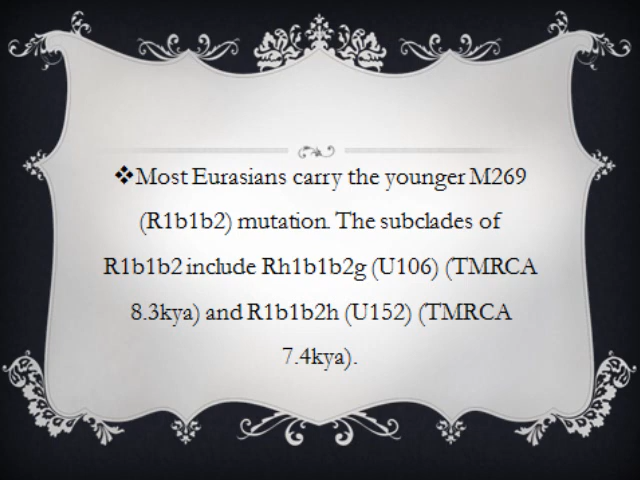 ❖Most Eurasians carry the younger M269
(R1b1b2) mutation. The subclades of
R1b1b2 include Rh1b1b2g (U106) (TMRCA
8.3kya) and R1b1b2h (U152) (TMRCA
7.4kya).